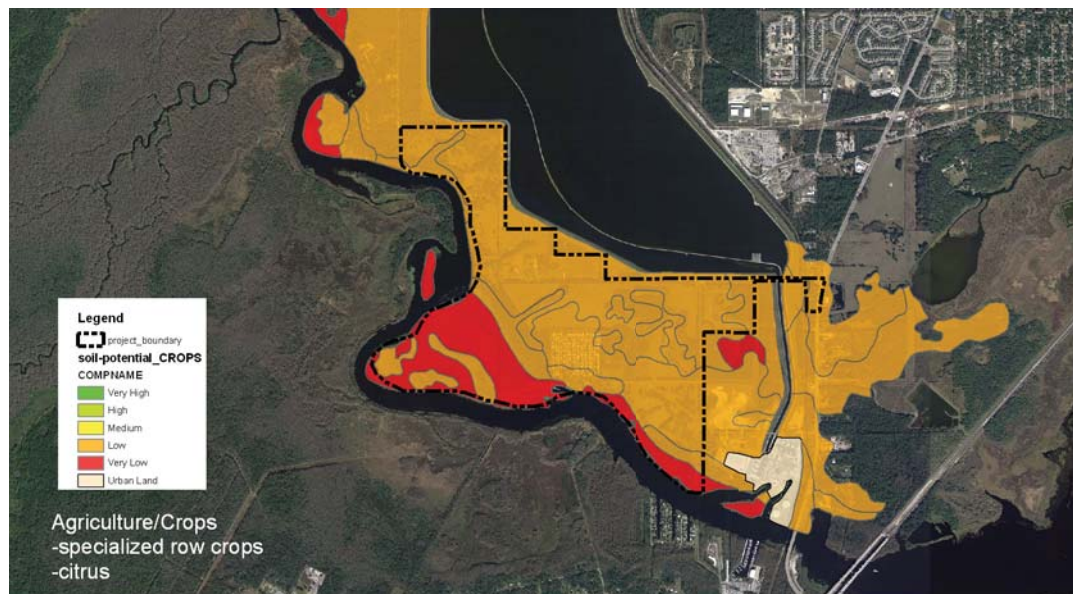 Legend
project_boundary
soil-potential_CROPS
COMPNAME
Very High
High
Medium
Low
Very Low
Urban Land
Agriculture/Crops
-specialized row crops
-citrus